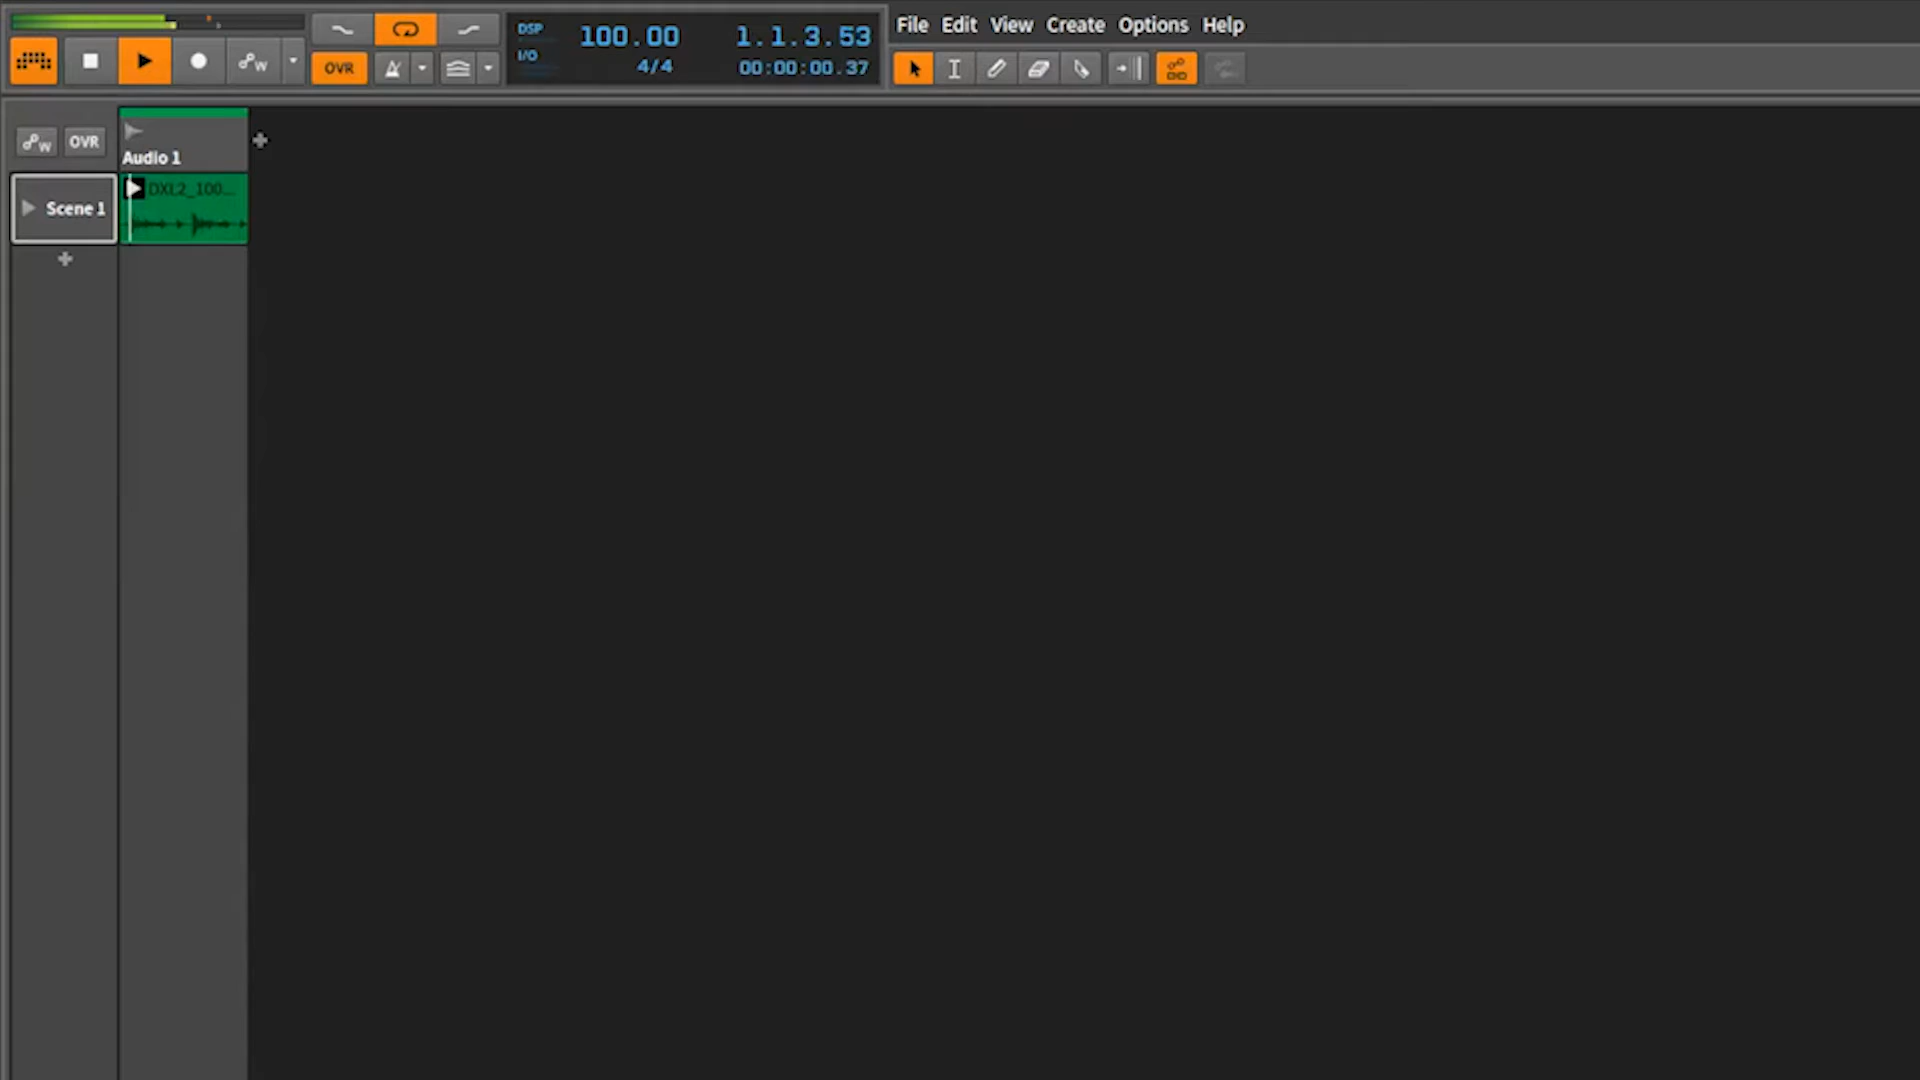 File Edit View Create Options Help
DSP 100.00 1.1.3.53
I/O 4/4 00:00:00.37
W OVR
W OVR
Audio 1
DXL2_100...
Scene 1